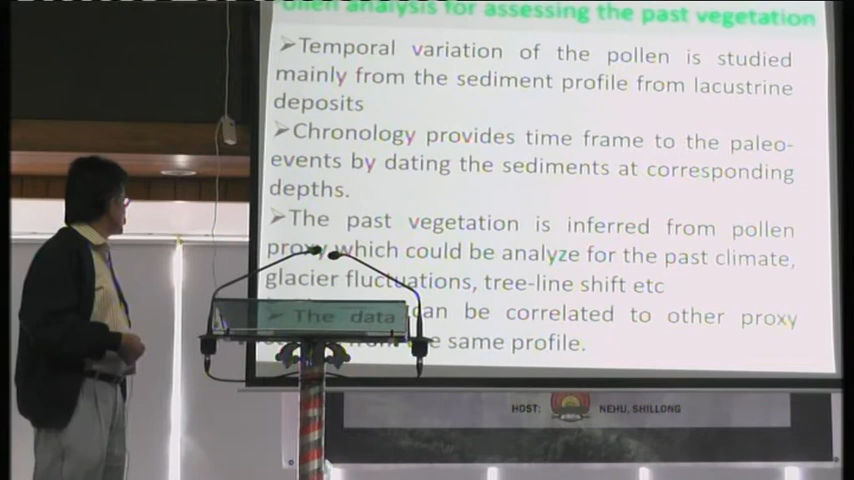 ollen analysis for assessing the past vegetation
➢Temporal variation of the pollen is studied
mainly from the sediment profile from lacustrine
deposits
➢Chronology provides time frame to the paleo-
events by dating the sediments at corresponding
depths.
➢The past vegetation is inferred from pollen
proxy which could be analyze for the past climate,
glacier fluctuations, tree-line shift etc
➢ The data can be correlated to other proxy
same profile.
HOST: NEHU, SHILLONG